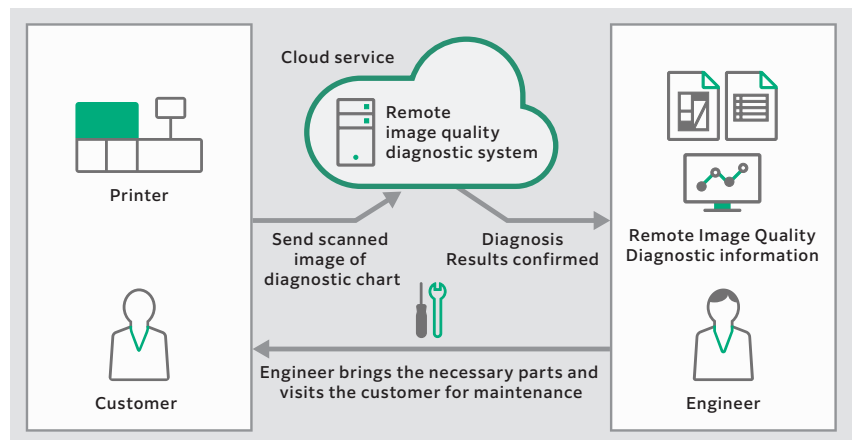 Cloud service
Remote
image quality
diagnostic system
Printer
Send scanned
image of
diagnostic chart
Diagnosis
Results confirmed
Remote Image Quality
Diagnostic information
Customer
Engineer brings the necessary parts and
visits the customer for maintenance
Engineer